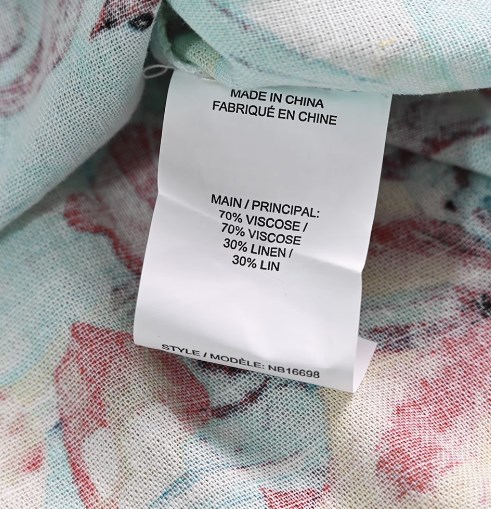 MADE IN CHINA
FABRIQUÉ EN CHINE
MAIN / PRINCIPAL:
70% VISCOSE /
70% VISCOSE
30% LINEN /
30% LIN
STYLE / MODÈLE: NB16698